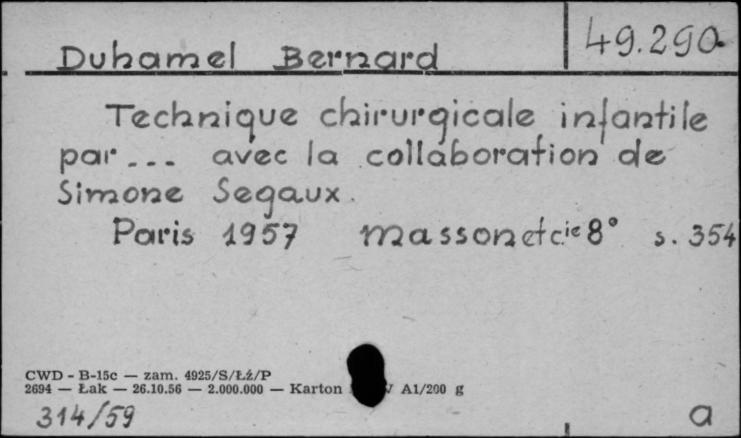 49.290
Duhamel Bernard
Technique chirurgicale infantile
par... avec la collaboration de
Simone Segaux.
Paris 1957 Masson et Cie 8° s. 354
CWD - B-15c — zam. 4925/S/Łź/P
2694 — Łak — 26.10.56 — 2.000.000 — Karton A1/200 g
314/59
a